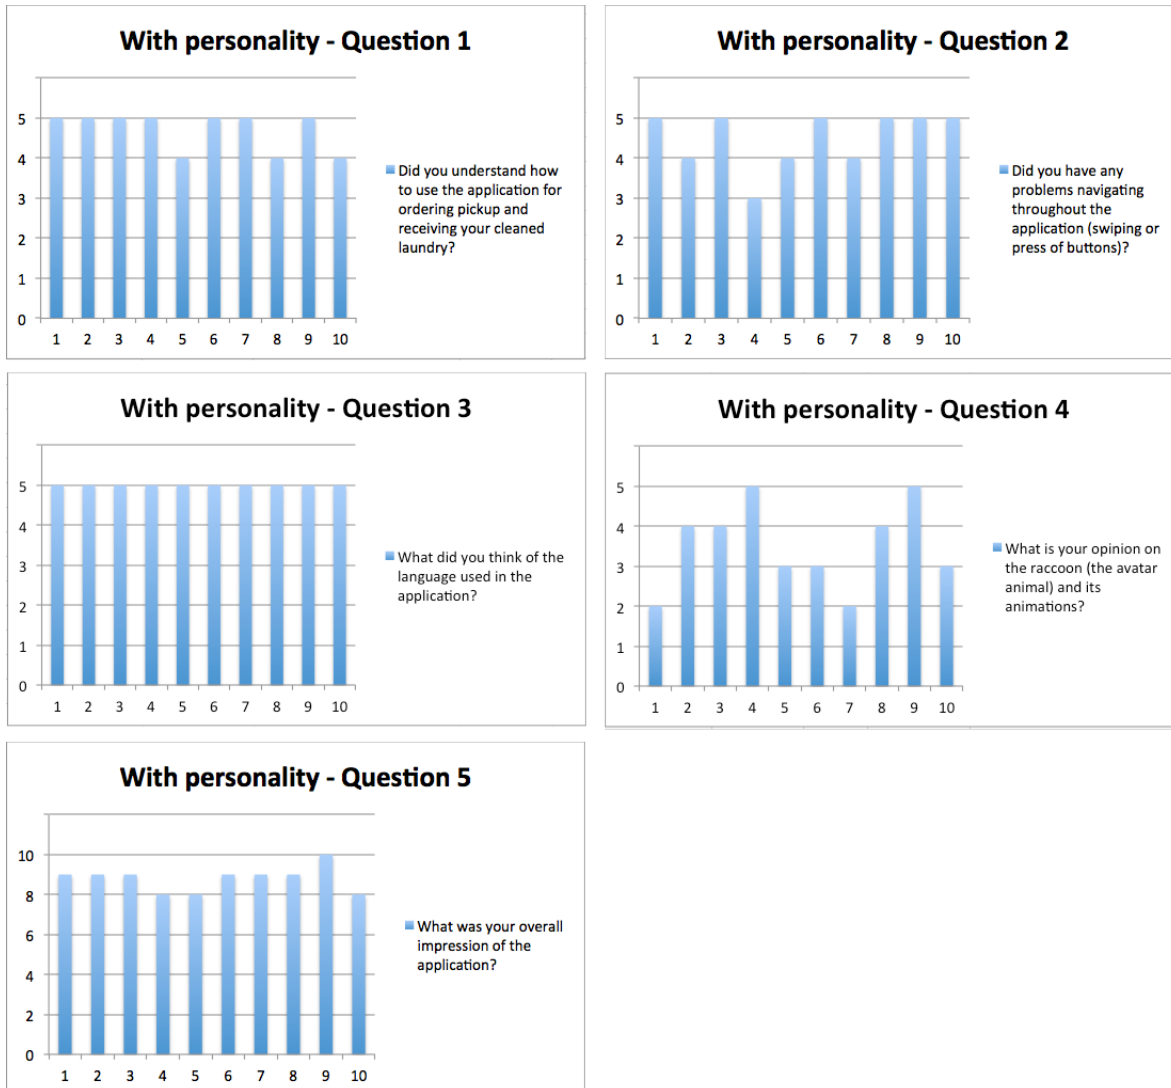 With personality - Question 1
5
4
3
2
1
0
1 2 3 4 5 6 7 8 9 10
Did you understand how
to use the application for
ordering pickup and
receiving your cleaned
laundry?
With personality - Question 2
5
4
3
2
1
0
1 2 3 4 5 6 7 8 9 10
Did you have any
problems navigating
throughout the
application (swiping or
press of buttons)?
With personality - Question 3
5
4
3
2
1
0
1 2 3 4 5 6 7 8 9 10
What did you think of the
language used in the
application?
With personality - Question 4
5
4
3
2
1
0
1 2 3 4 5 6 7 8 9 10
What is your opinion on
the raccoon (the avatar
animal) and its
animations?
With personality - Question 5
10
8
6
4
2
0
1 2 3 4 5 6 7 8 9 10
What was your overall
impression of the
application?